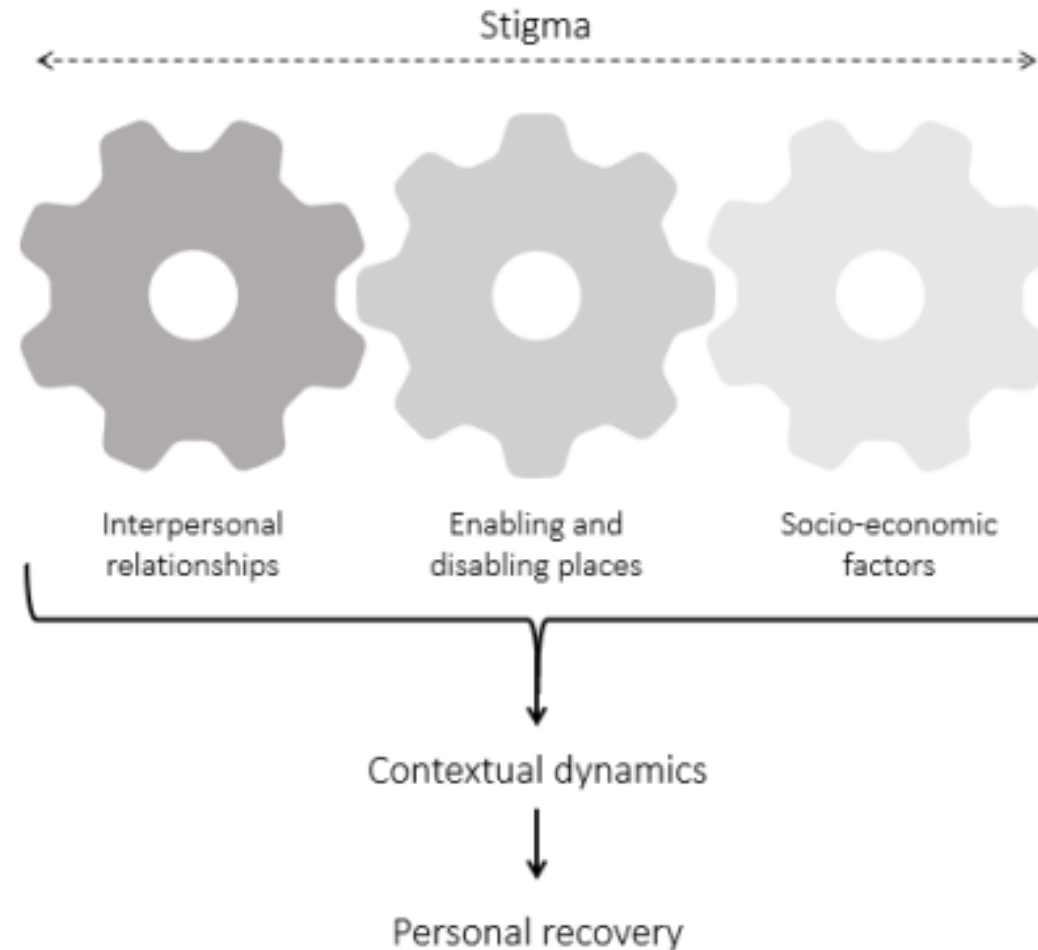 Stigma
Interpersonal
relationships
Enabling and
disabling places
Socio-economic
factors
Contextual dynamics
Personal recovery